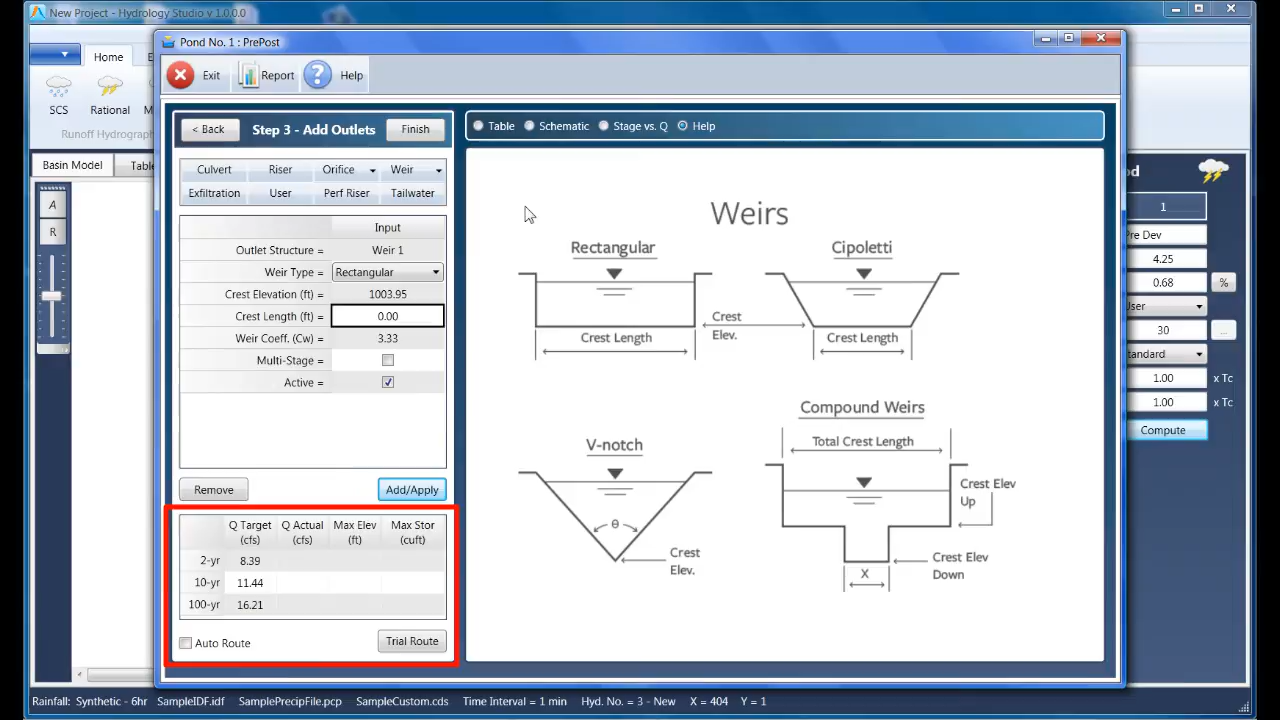 New Project - Hydrology Studio v 1.0.0.0
Home
SCS
Rational
Runoff Hydrograp
Basin Model
Table
A
R
Pond No. 1 : PrePost
Exit
Report
Help
< Back
Step 3 - Add Outlets
Finish
Culvert
Riser
Orifice
Weir
Exfiltration
User
Perf Riser
Tailwater
Input
Outlet Structure =
Weir 1
Weir Type =
Rectangular
Crest Elevation (ft) =
1003.95
Crest Length (ft) =
0.00
Weir Coeff. (Cw) =
3.33
Multi-Stage =
Active =
Remove
Add/Apply
Q Target
(cfs)
Q Actual
(cfs)
Max Elev
(ft)
Max Stor
(cuft)
2-yr
8.39
10-yr
11.44
100-yr
16.21
Auto Route
Trial Route
Table
Schematic
Stage vs. Q
Help
Weirs
Rectangular
Crest Length
Crest
Elev.
Cipoletti
Crest Length
V-notch
θ
Crest
Elev.
Compound Weirs
Total Crest Length
Crest Elev
Up
Crest Elev
Down
X
od
1
Pre Dev
4.25
0.68
%
User
30
...
tandard
1.00
x Tc
1.00
x Tc
Compute
Rainfall: Synthetic - 6hr
SampleIDF.idf
SamplePrecipFile.pcp
SampleCustom.cds
Time Interval = 1 min
Hyd. No. = 3 - New
X = 404
Y = 1